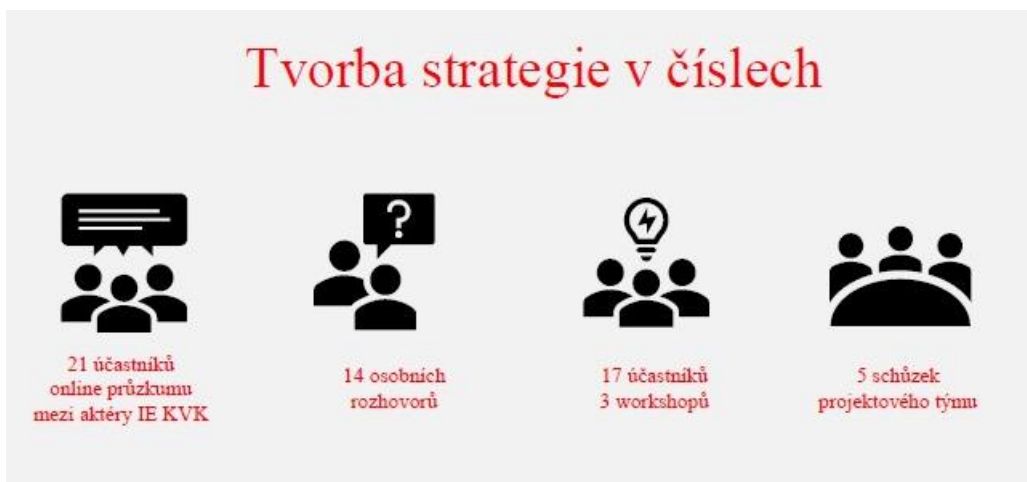 Tvorba strategie v číslech
?
21 účastníků
online průzkumu
mezi aktéry IE KVK
14 osobních
rozhovorů
17 účastníků
3 workshopů
5 schůzek
projektového týmu